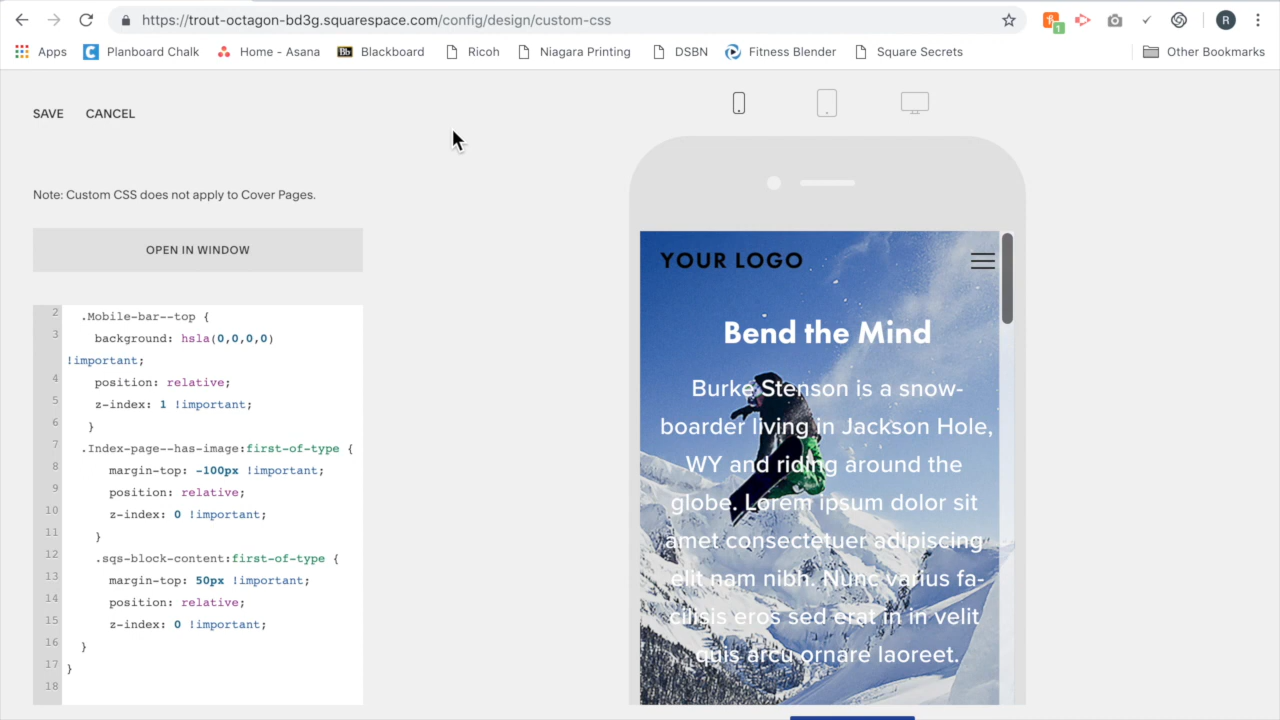 https://trout-octagon-bd3g.squarespace.com/config/design/custom-css
1
R
Apps
Planboard Chalk
Home - Asana
Bb Blackboard
Ricoh
Niagara Printing
DSBN
Fitness Blender
Square Secrets
Other Bookmarks
SAVE CANCEL
Note: Custom CSS does not apply to Cover Pages.
OPEN IN WINDOW
2 .Mobile-bar--top {
3 background: hsla(0,0,0,0)
!important;
4 position: relative;
5 z-index: 1 !important;
6 }
7 .Index-page--has-image:first-of-type {
8 margin-top: -100px !important;
9 position: relative;
10 z-index: 0 !important;
11 }
12 .sqs-block-content:first-of-type {
13 margin-top: 50px !important;
14 position: relative;
15 z-index: 0 !important;
16 }
17 }
18
YOUR LOGO
Bend the Mind
Burke Stenson is a snow-
boarder living in Jackson Hole,
WY and riding around the
globe. Lorem ipsum dolor sit
amet consectetuer adipiscing
elit nam nibh. Nunc varius fa-
cilisis eros sed erat in in velit
quis arcu ornare laoreet.